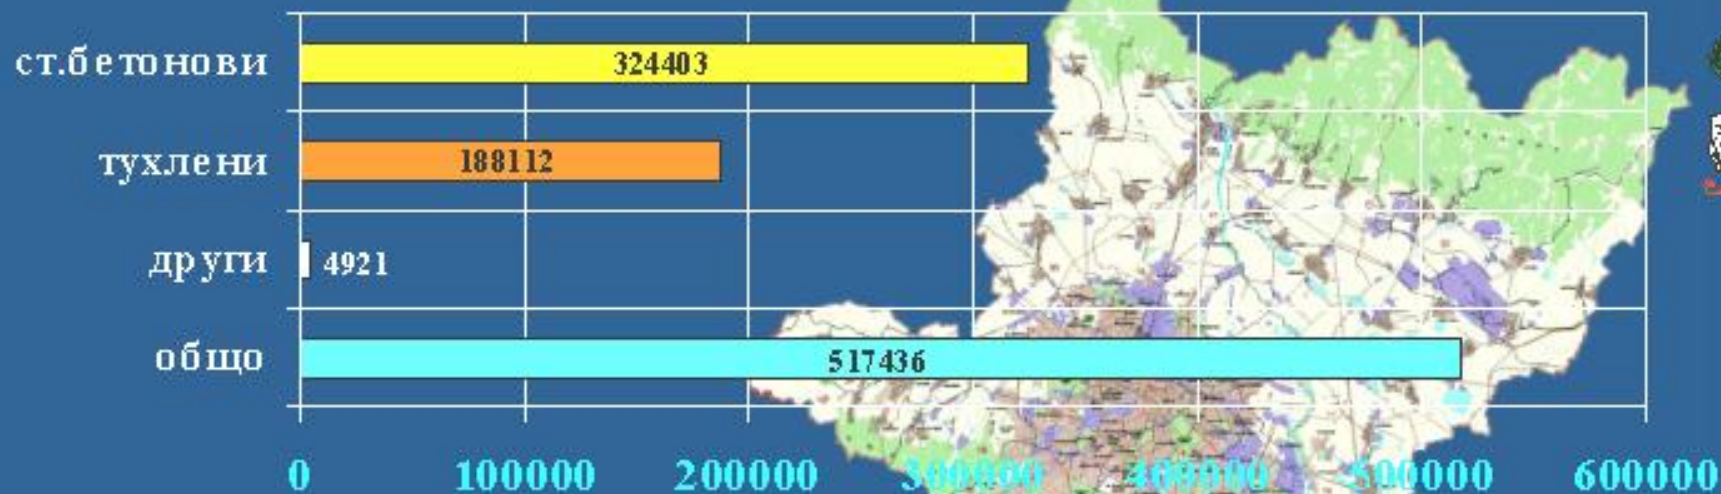 ст.бетонови 324403
тухлени 188112
други 4921
общо 517436
0 100000 200000 300000 400000 500000 600000